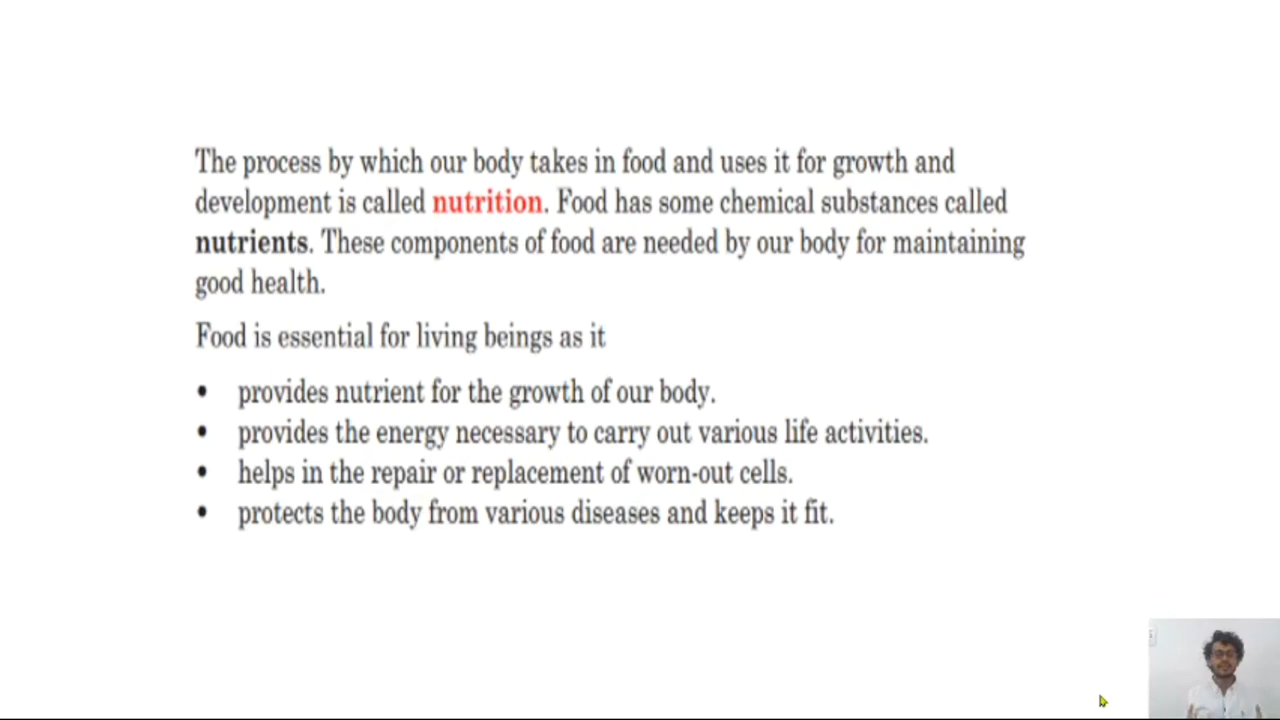 The process by which our body takes in food and uses it for growth and
development is called nutrition. Food has some chemical substances called
nutrients. These components of food are needed by our body for maintaining
good health.
Food is essential for living beings as it
• provides nutrient for the growth of our body.
• provides the energy necessary to carry out various life activities.
• helps in the repair or replacement of worn-out cells.
• protects the body from various diseases and keeps it fit.